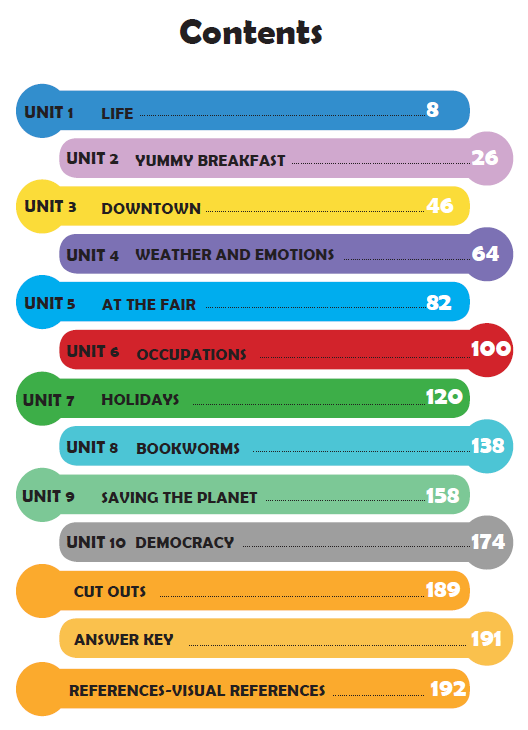 Contents
UNIT 1 LIFE 8
UNIT 2 YUMMY BREAKFAST 26
UNIT 3 DOWNTOWN 46
UNIT 4 WEATHER AND EMOTIONS 64
UNIT 5 AT THE FAIR 82
UNIT 6 OCCUPATIONS 100
UNIT 7 HOLIDAYS 120
UNIT 8 BOOKWORMS 138
UNIT 9 SAVING THE PLANET 158
UNIT 10 DEMOCRACY 174
CUT OUTS 189
ANSWER KEY 191
REFERENCES-VISUAL REFERENCES 192